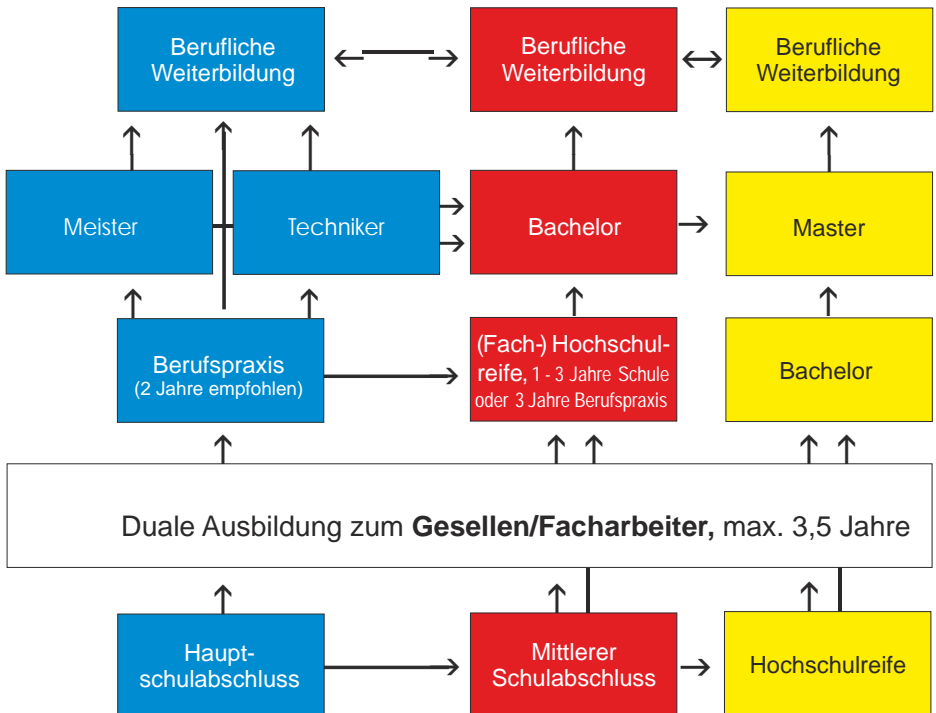 Berufliche
Weiterbildung
Berufliche
Weiterbildung
Berufliche
Weiterbildung
Meister
Techniker
Bachelor
Master
Berufspraxis
(2 Jahre empfohlen)
(Fach-) Hochschul-
reife, 1 - 3 Jahre Schule
oder 3 Jahre Berufspraxis
Bachelor
Duale Ausbildung zum Gesellen/Facharbeiter, max. 3,5 Jahre
Haupt-
schulabschluss
Mittlerer
Schulabschluss
Hochschulreife